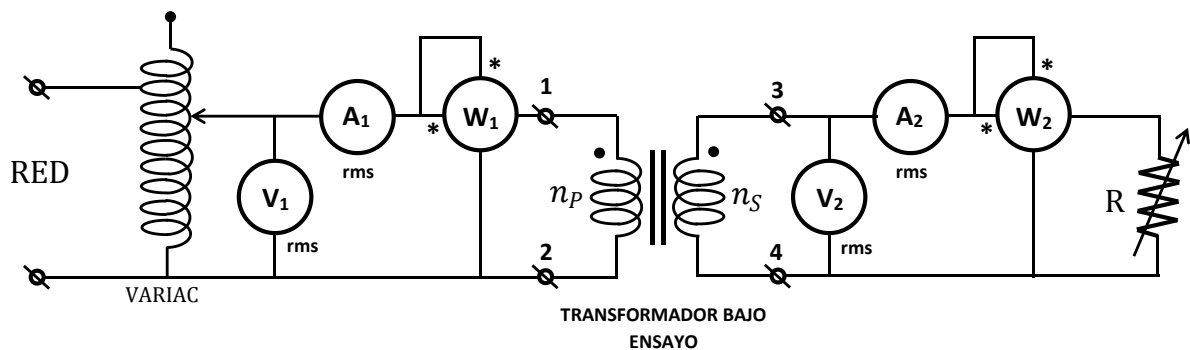 RED
VARIAC
V₁
rms
A₁
rms
*
*
W₁
1
2
n_P
n_S
3
4
V₂
rms
A₂
rms
*
*
W₂
R
TRANSFORMADOR BAJO
ENSAYO